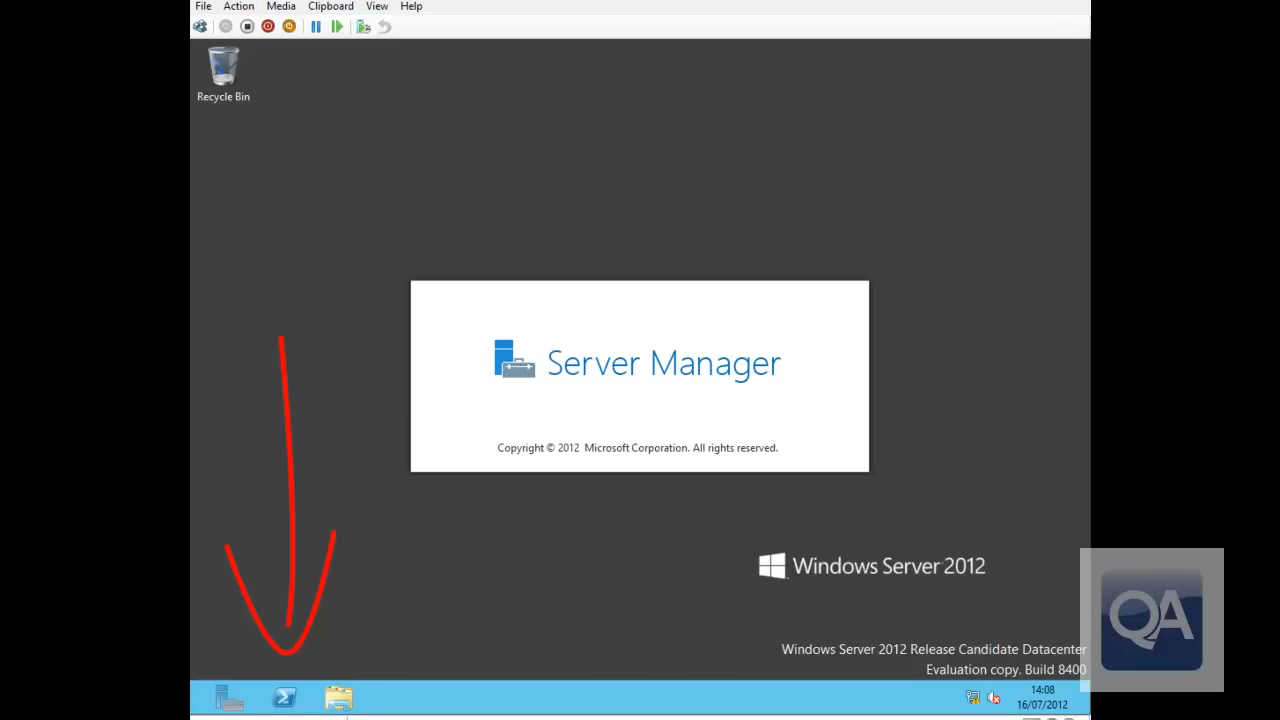 File Action Media Clipboard View Help
Recycle Bin
Server Manager
Copyright © 2012 Microsoft Corporation. All rights reserved.
Windows Server 2012
QA
Windows Server 2012 Release Candidate Datacenter
Evaluation copy. Build 8400
14:08
16/07/2012